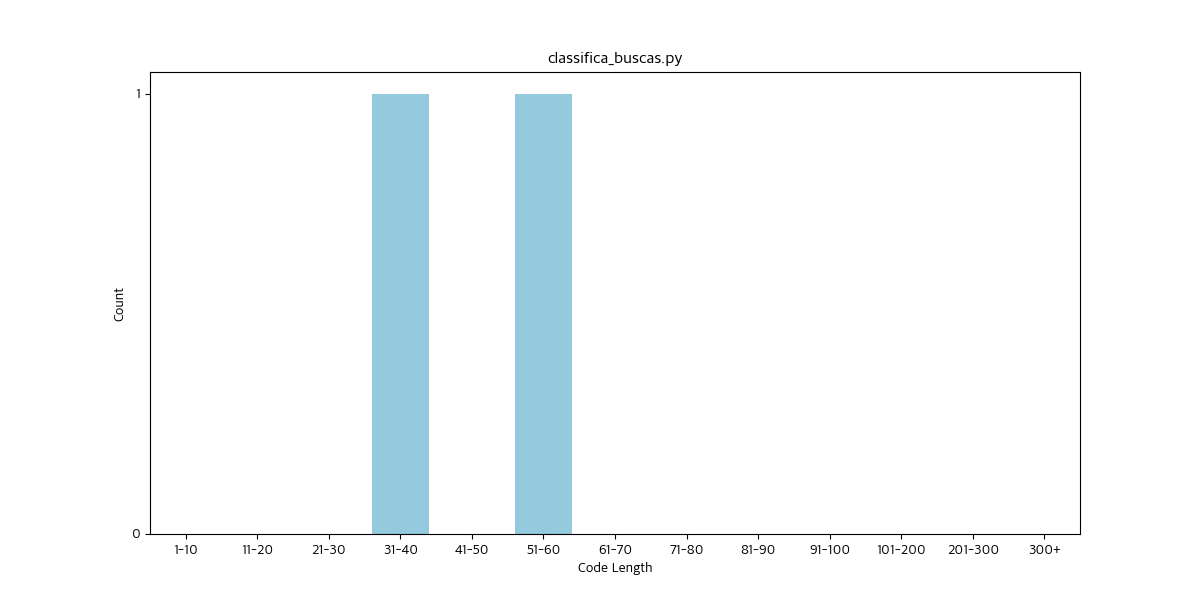 classifica_buscas.py
1
Count
0
1-10 11-20 21-30 31-40 41-50 51-60 61-70 71-80 81-90 91-100 101-200 201-300 300+
Code Length